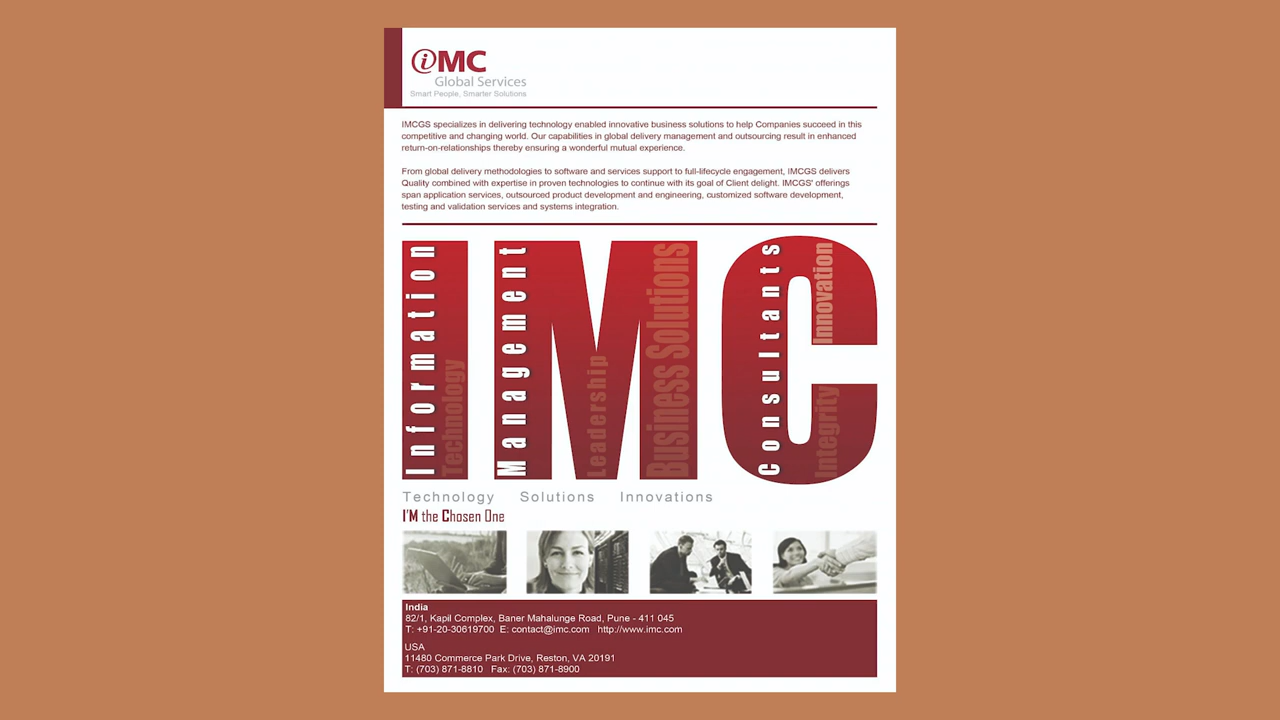 iMC
Global Services
Smart People, Smarter Solutions
IMCGS specializes in delivering technology enabled innovative business solutions to help Companies succeed in this
competitive and changing world. Our capabilities in global delivery management and outsourcing result in enhanced
return-on-relationships thereby ensuring a wonderful mutual experience.
From global delivery methodologies to software and services support to full-lifecycle engagement, IMCGS delivers
Quality combined with expertise in proven technologies to continue with its goal of Client delight. IMCGS' offerings
span application services, outsourced product development and engineering, customized software development,
testing and validation services and systems integration.
IMC
Information
Technology
Management
Leadership
Business Solutions
Consultants
Innovation
Integrity
Technology Solutions Innovations
I'M the Chosen One
India
82/1, Kapil Complex, Baner Mahalunge Road, Pune - 411 045
T: +91-20-30619700 E: contact@imc.com http://www.imc.com
USA
11480 Commerce Park Drive, Reston, VA 20191
T: (703) 871-8810 Fax: (703) 871-8900